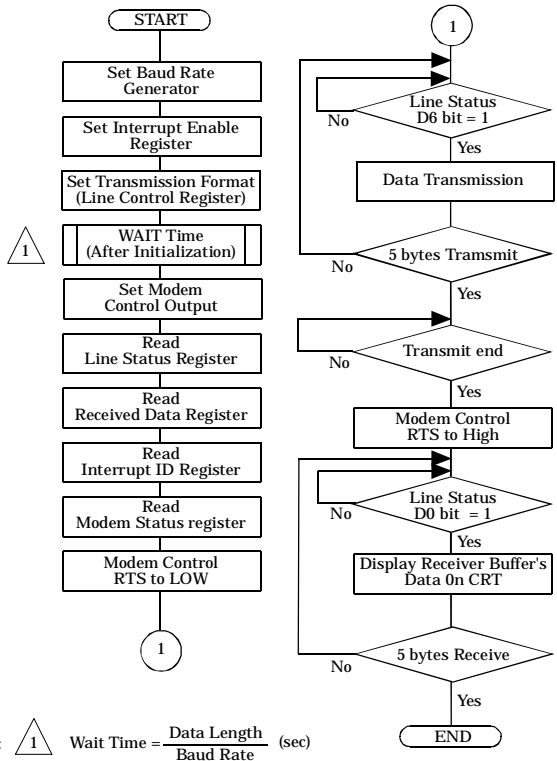 START
Set Baud Rate
Generator
Set Interrupt Enable
Register
Set Transmission Format
(Line Control Register)
1
WAIT Time
(After Initialization)
Set Modem
Control Output
Read
Line Status Register
Read
Received Data Register
Read
Interrupt ID Register
Read
Modem Status register
Modem Control
RTS to LOW
1
1
Line Status
D6 bit = 1
No
Yes
Data Transmission
5 bytes Transmit
No
Yes
Transmit end
No
Yes
Modem Control
RTS to High
Line Status
D0 bit = 1
No
Yes
Display Receiver Buffer's
Data 0n CRT
5 bytes Receive
No
Yes
END
: 1 Wait Time = Data Length (sec)
Baud Rate